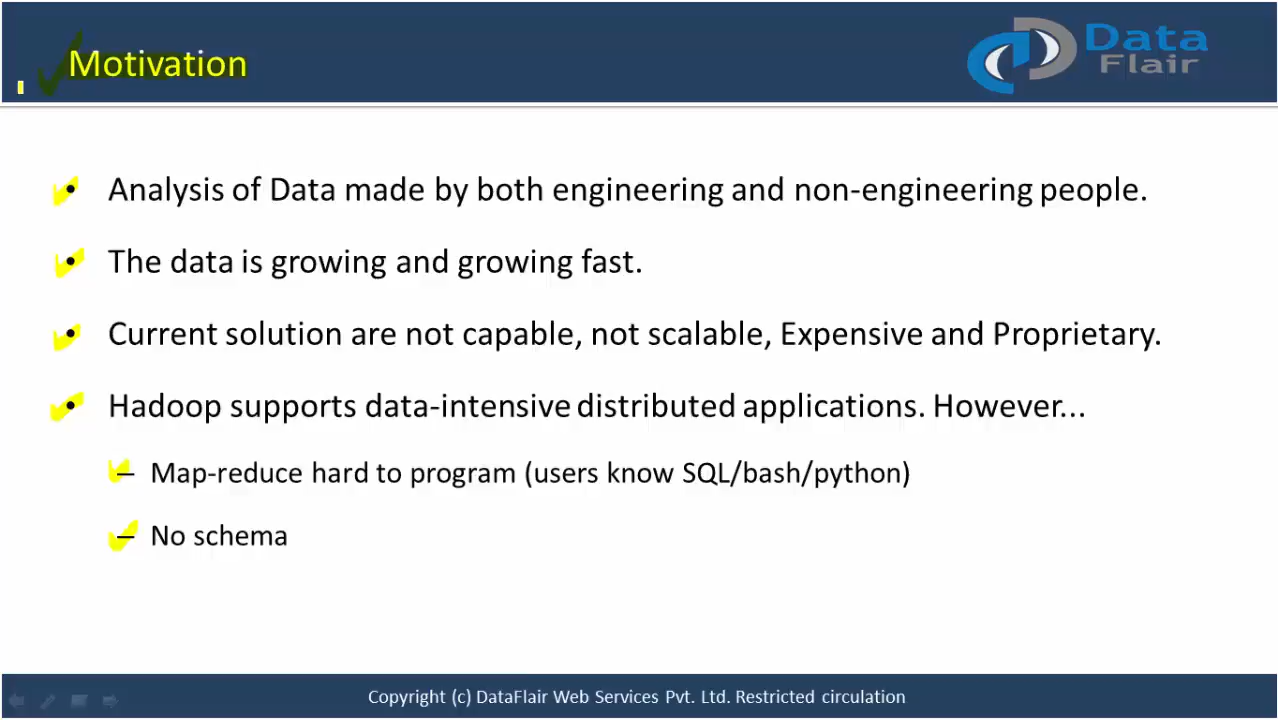 Motivation
Data
Flair
• Analysis of Data made by both engineering and non-engineering people.
• The data is growing and growing fast.
• Current solution are not capable, not scalable, Expensive and Proprietary.
• Hadoop supports data-intensive distributed applications. However...
– Map-reduce hard to program (users know SQL/bash/python)
– No schema
Copyright (c) DataFlair Web Services Pvt. Ltd. Restricted circulation